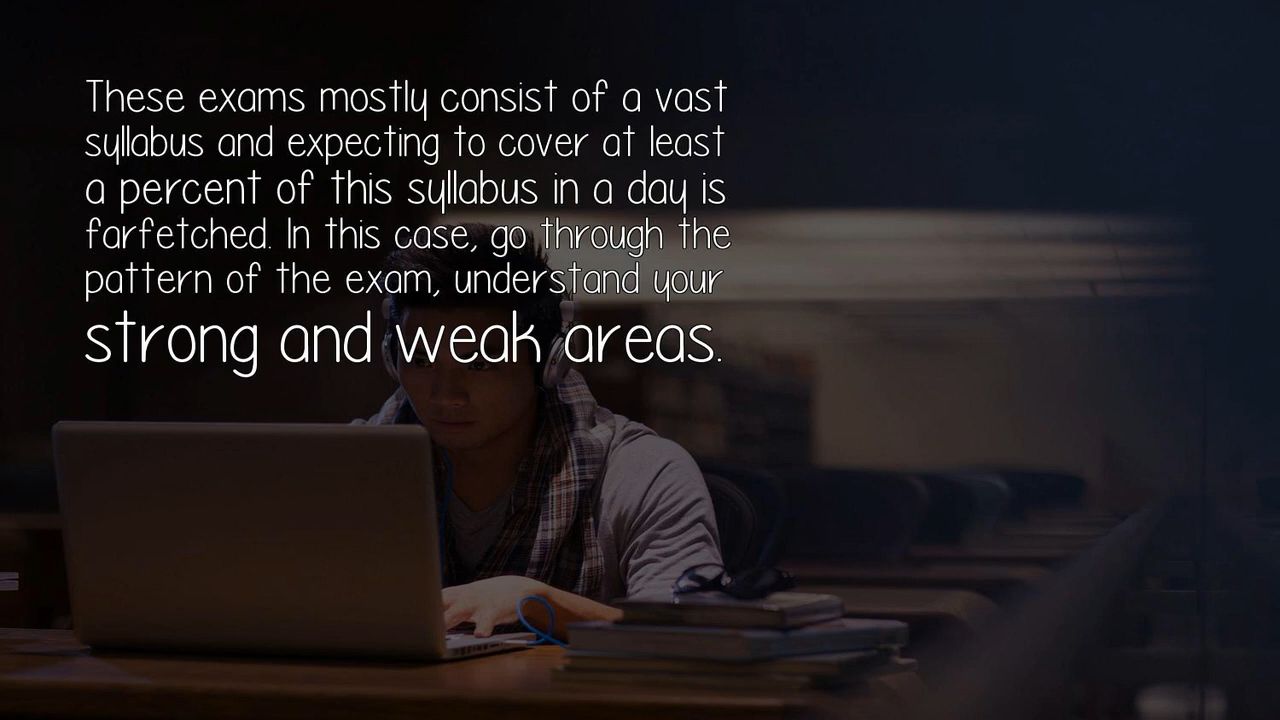 These exams mostly consist of a vast
syllabus and expecting to cover at least
a percent of this syllabus in a day is
farfetched. In this case, go through the
pattern of the exam, understand your
strong and weak areas.